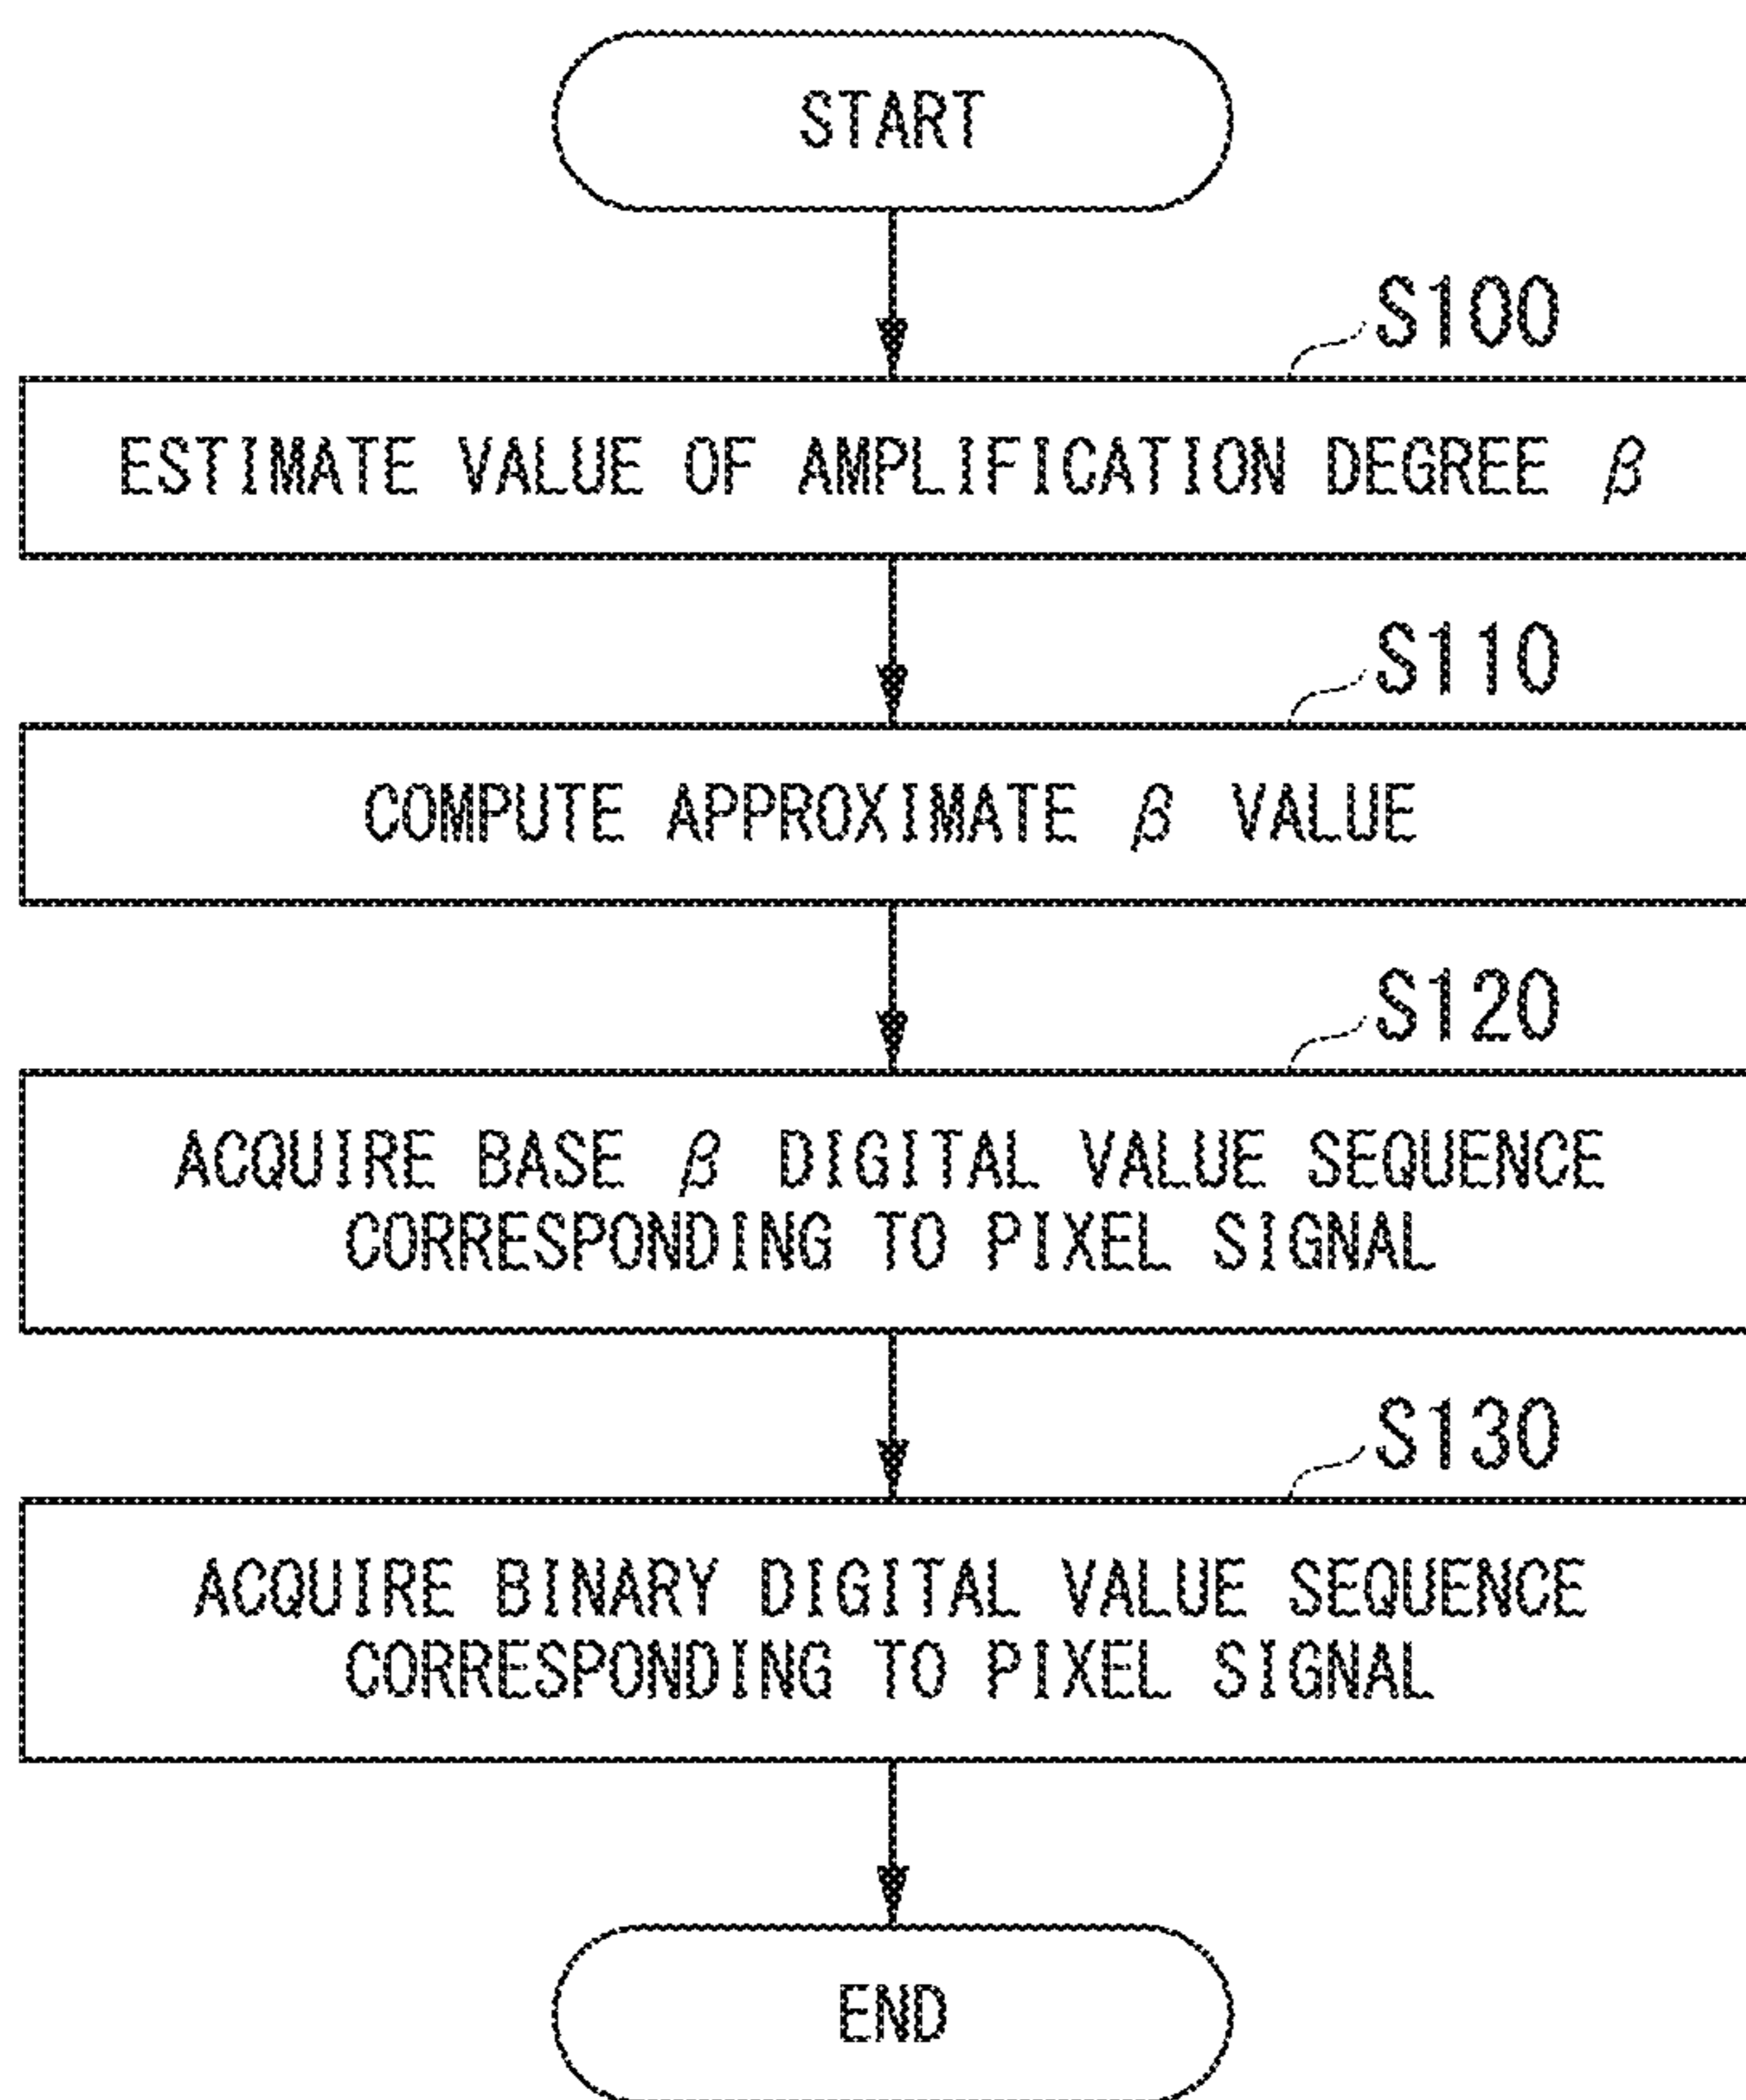 START
S100
ESTIMATE VALUE OF AMPLIFICATION DEGREE β
S110
COMPUTE APPROXIMATE β VALUE
S120
ACQUIRE BASE β DIGITAL VALUE SEQUENCE
CORRESPONDING TO PIXEL SIGNAL
S130
ACQUIRE BINARY DIGITAL VALUE SEQUENCE
CORRESPONDING TO PIXEL SIGNAL
END